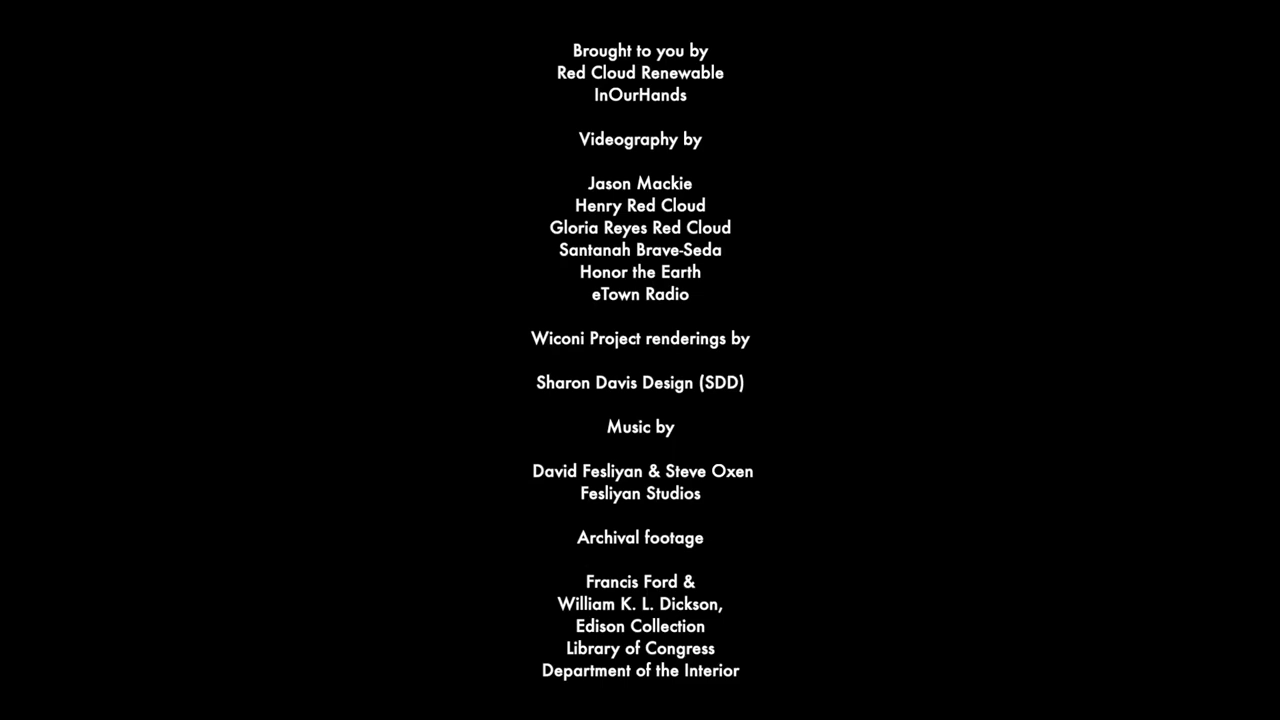 Brought to you by
Red Cloud Renewable
InOurHands
Videography by
Jason Mackie
Henry Red Cloud
Gloria Reyes Red Cloud
Santanah Brave-Seda
Honor the Earth
eTown Radio
Wiconi Project renderings by
Sharon Davis Design (SDD)
Music by
David Fesliyan & Steve Oxen
Fesliyan Studios
Archival footage
Francis Ford &
William K. L. Dickson,
Edison Collection
Library of Congress
Department of the Interior